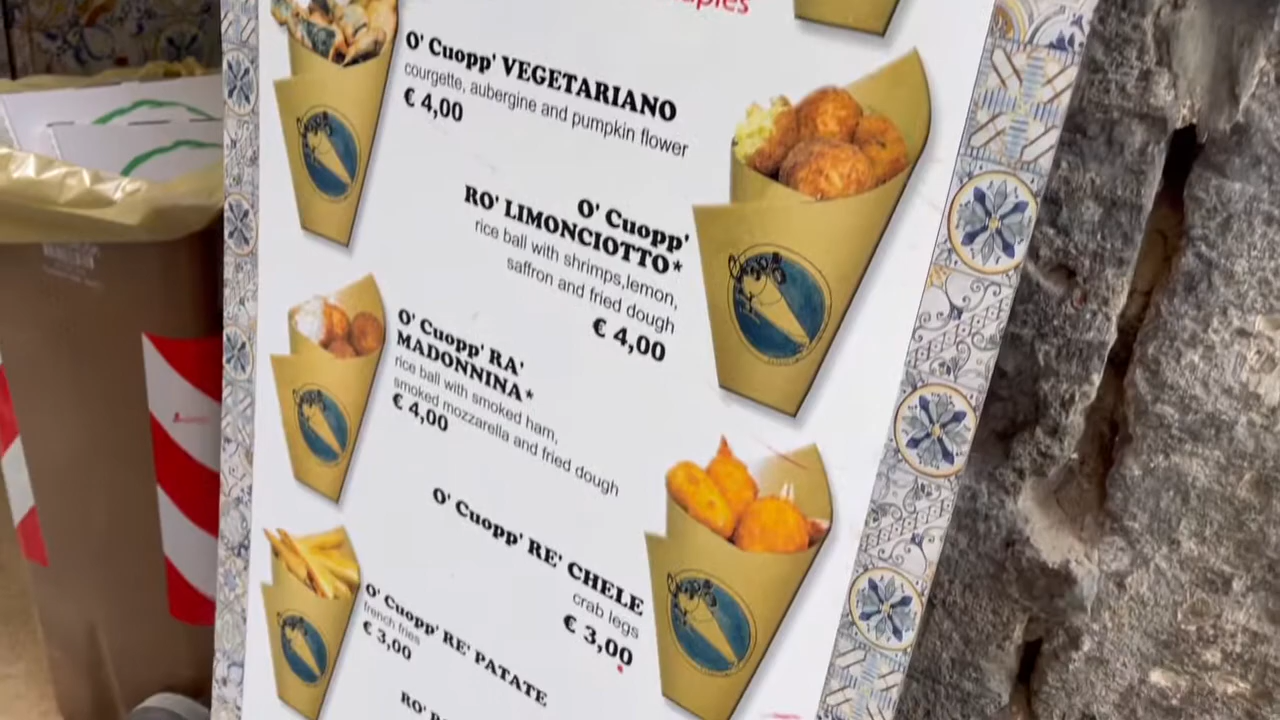 O' Cuopp' VEGETARIANO
courgette, aubergine and pumpkin flower
€ 4,00
O' Cuopp'
RO' LIMONCIOTTO*
rice ball with shrimps,lemon,
saffron and fried dough
€ 4,00
O' Cuopp' RA'
MADONNINA*
rice ball with smoked ham,
smoked mozzarella and fried dough
€ 4,00
O' Cuopp' RE' CHELE
crab legs
€ 3,00
O' Cuopp' RE' PATATE
french fries
€ 3,00
RO'